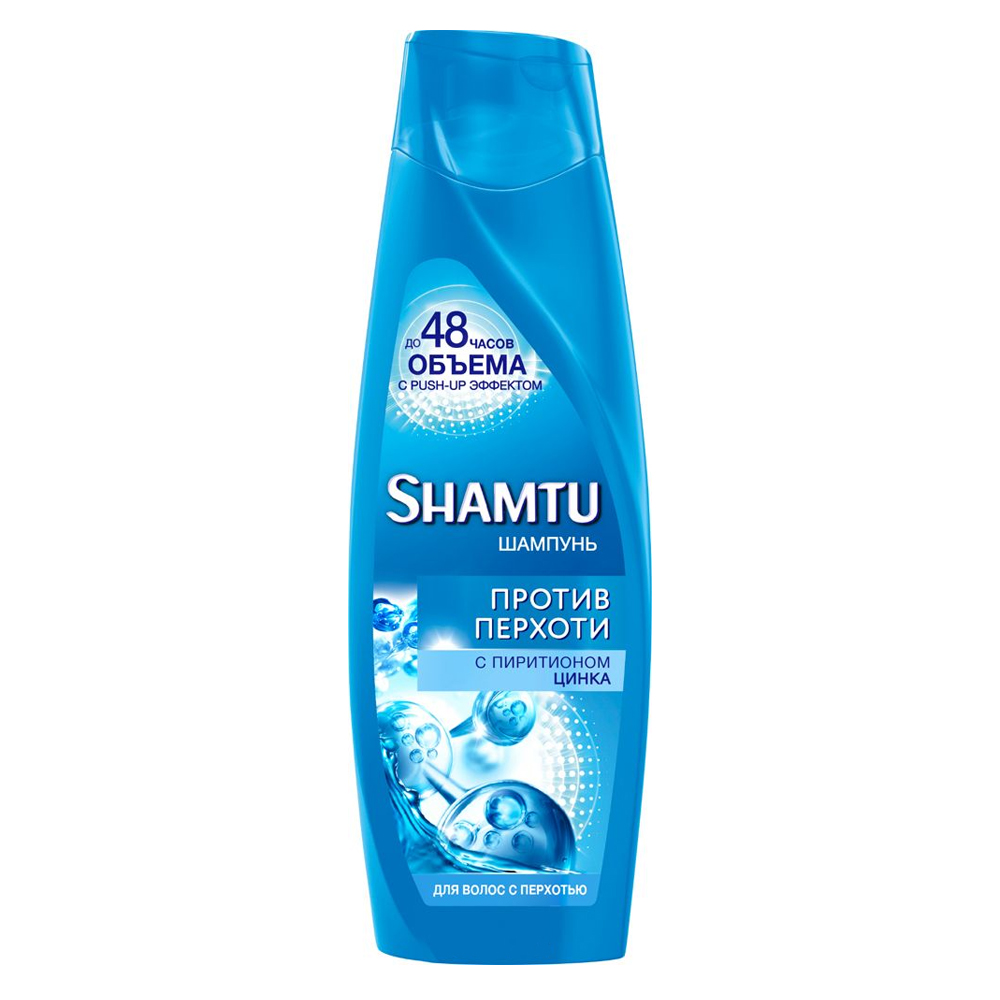 ДО 48 ЧАСОВ
ОБЪЕМА
С PUSH-UP ЭФФЕКТОМ
SHAMTU
ШАМПУНЬ
ПРОТИВ
ПЕРХОТИ
С ПИРИТИОНОМ
ЦИНКА
ДЛЯ ВОЛОС С ПЕРХОТЬЮ